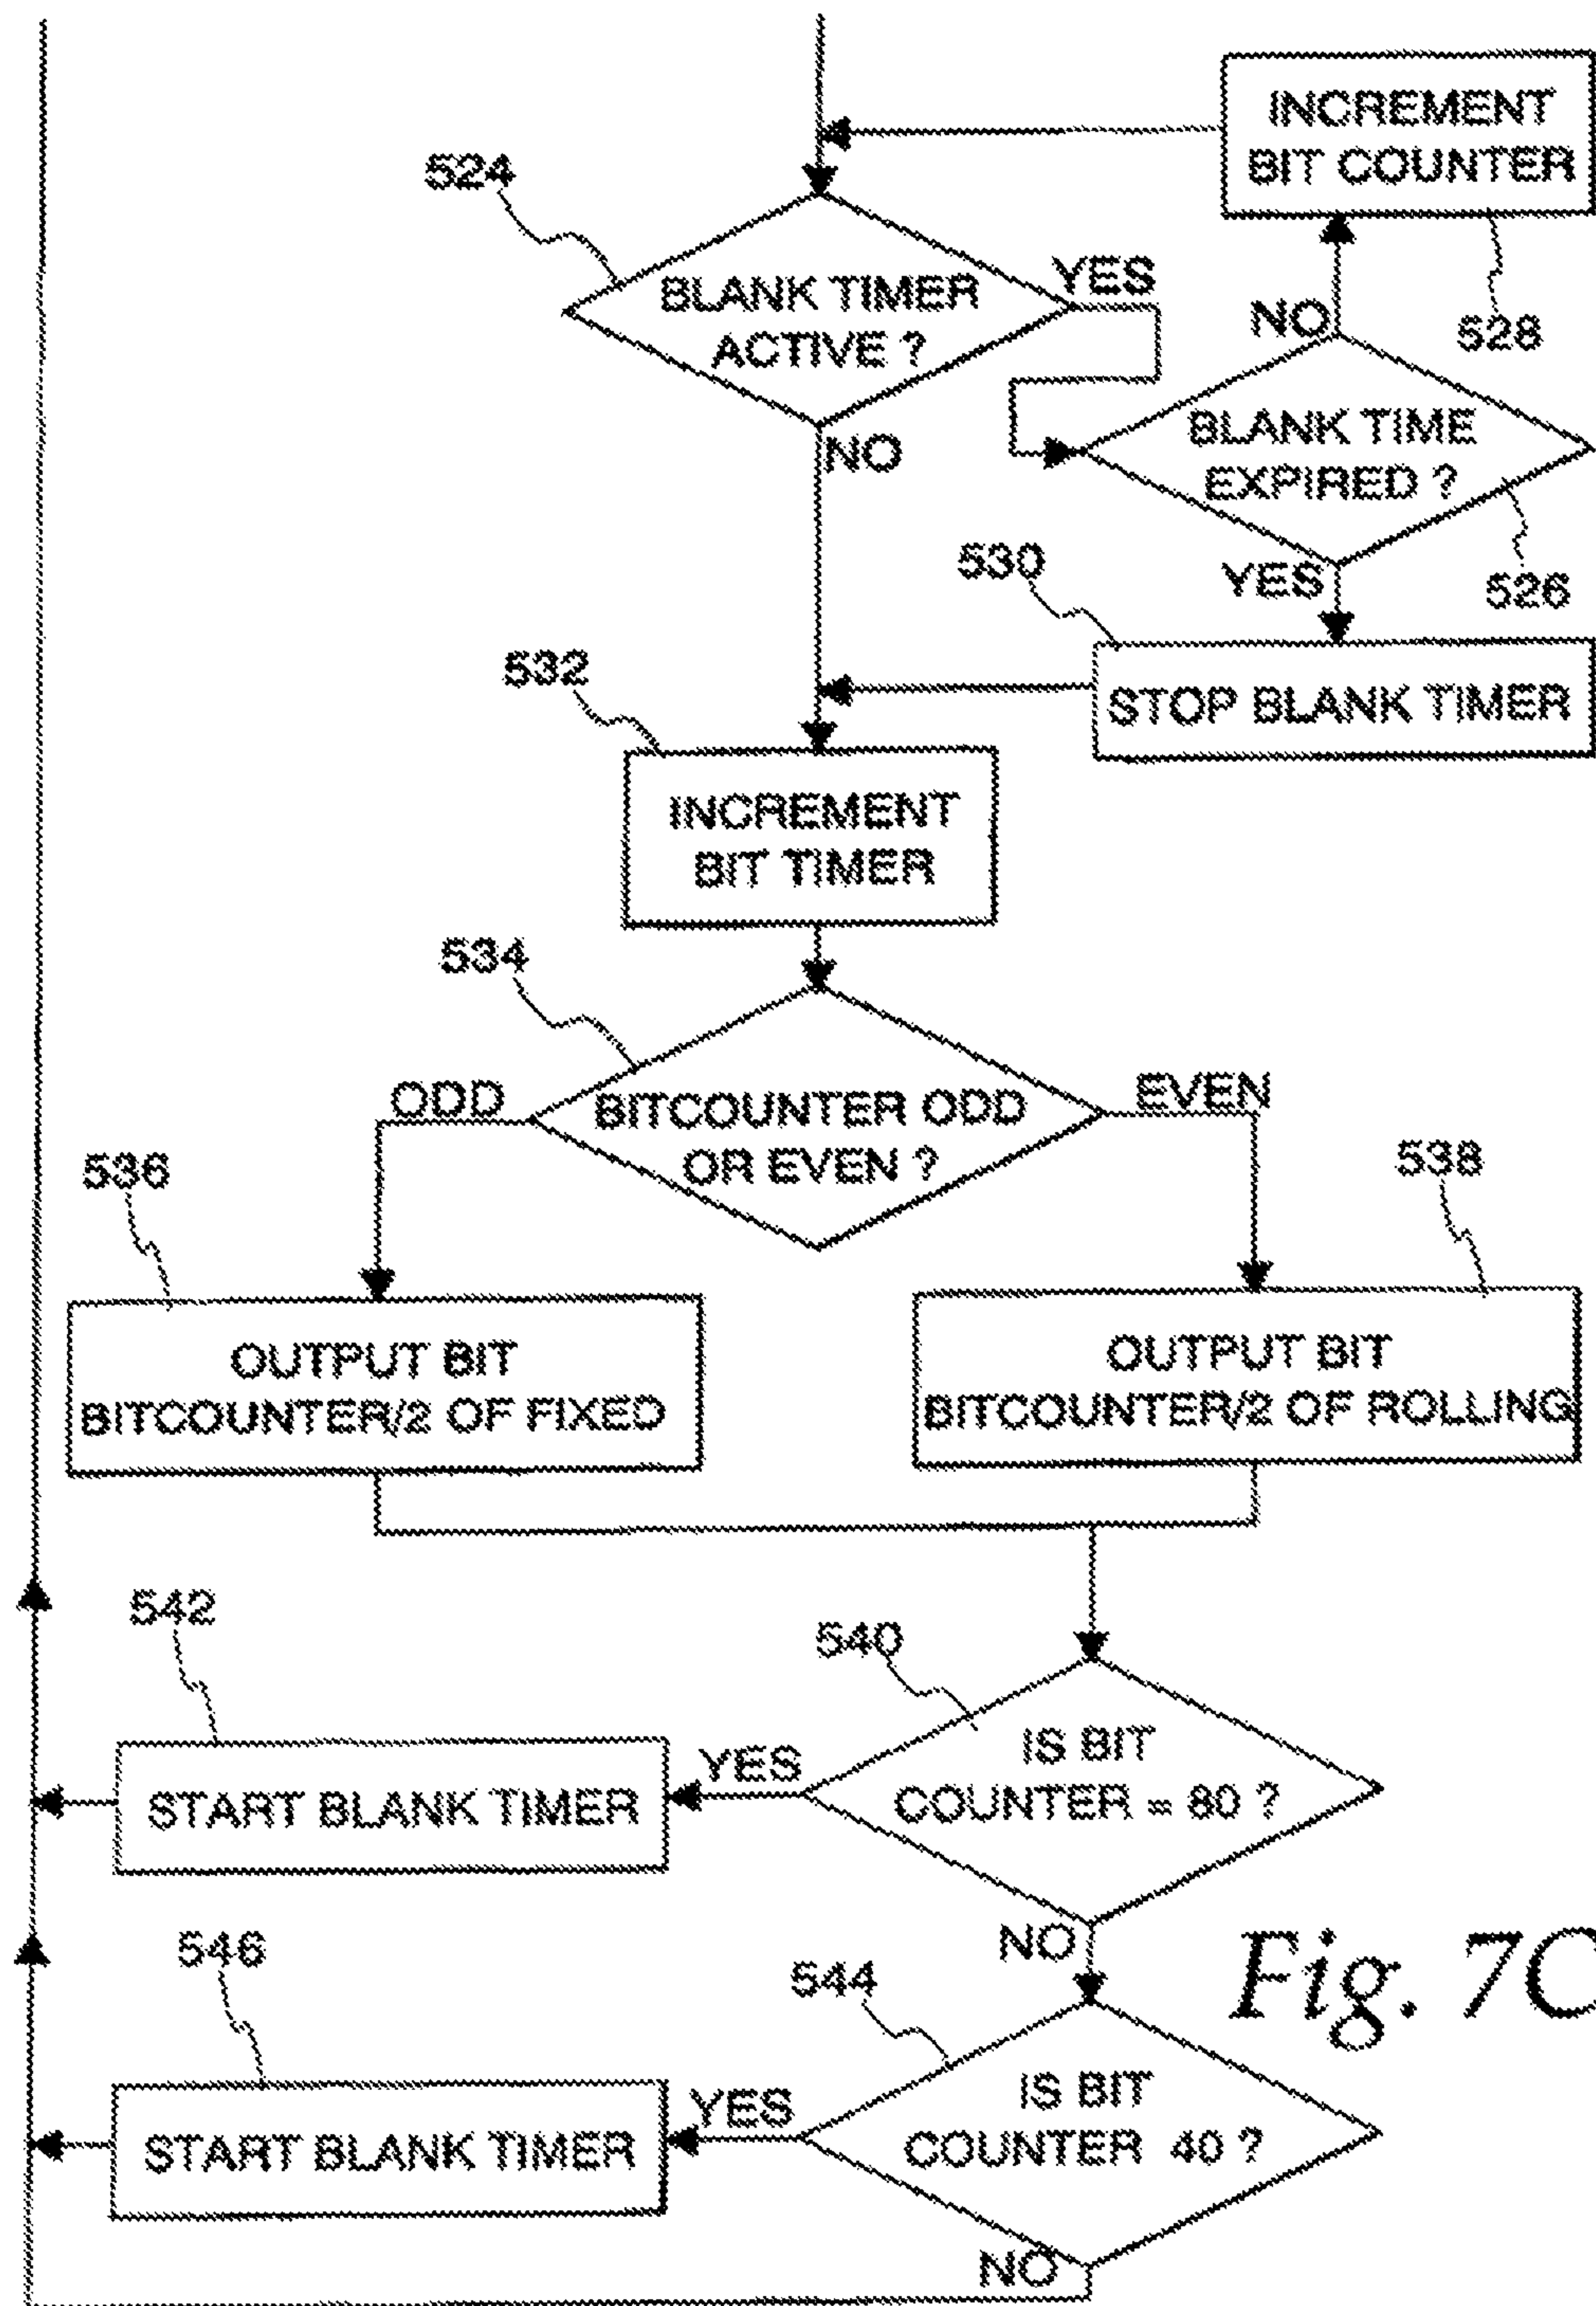 INCREMENT
BIT COUNTER
524
BLANK TIMER
ACTIVE ?
YES
NO
528
NO
BLANK TIME
EXPIRED ?
530
YES
526
532
STOP BLANK TIMER
INCREMENT
BIT TIMER
534
ODD
BITCOUNTER ODD
OR EVEN ?
EVEN
536
538
OUTPUT BIT
BITCOUNTER/2 OF FIXED
OUTPUT BIT
BITCOUNTER/2 OF ROLLING
542
540
IS BIT
COUNTER = 80 ?
YES
START BLANK TIMER
NO
546
544
Fig. 7C
IS BIT
COUNTER 40 ?
YES
START BLANK TIMER
NO